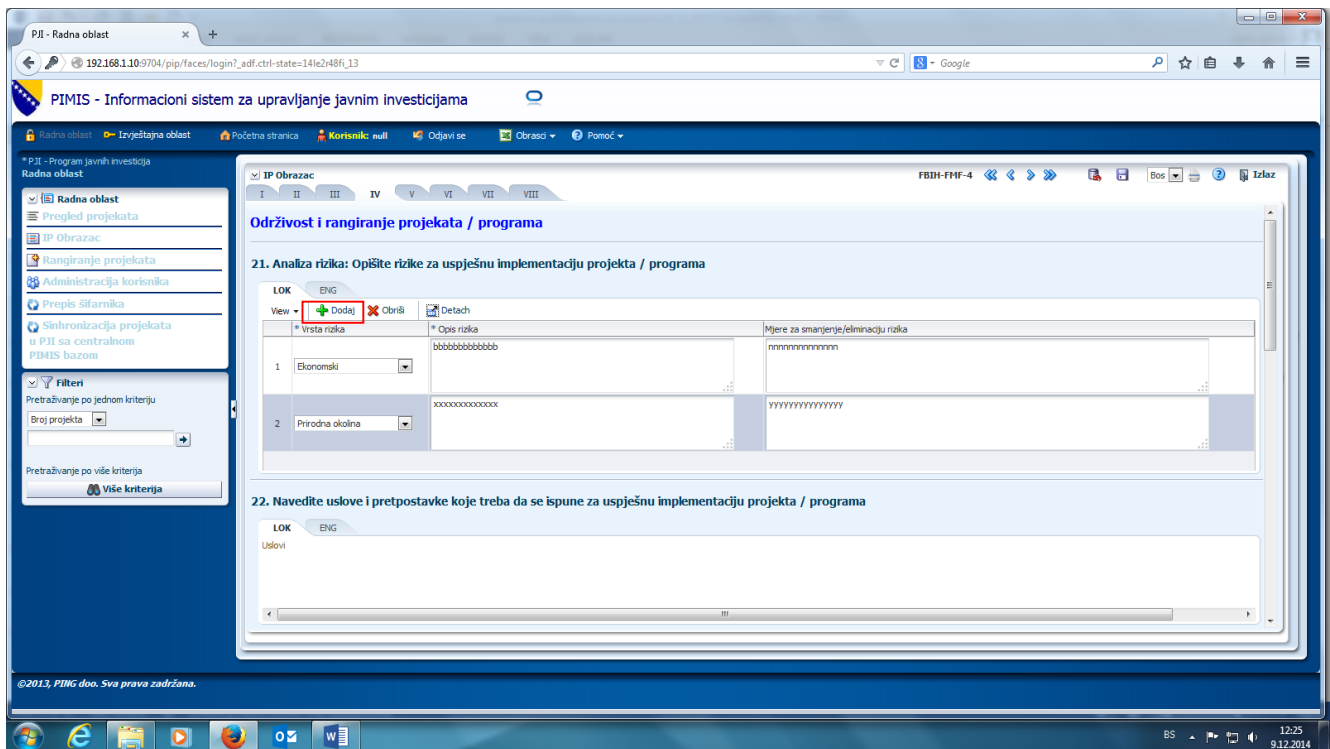 PJI - Radna oblast
192.168.1.10:9704/pip/faces/login?_adf.ctrl-state=14le2r48fi_13
Google
PIMIS - Informacioni sistem za upravljanje javnim investicijama
Radna oblast Izvještajna oblast Početna stranica Korisnik: null Odjavi se Obrasci Pomoć
* PJI - Program javnih investicija
Radna oblast
Radna oblast
Pregled projekata
IP Obrazac
Rangiranje projekata
Administracija korisnika
Prepis šifarnika
Sinhronizacija projekata
u PJI sa centralnom
PIMIS bazom
Filteri
Pretraživanje po jednom kriteriju
Broj projekta
Pretraživanje po više kriterija
Više kriterija
IP Obrazac
FBIH-FMF-4 Bos Izlaz
I II III IV V VI VII VIII
Održivost i rangiranje projekata / programa
21. Analiza rizika: Opišite rizike za uspješnu implementaciju projekta / programa
LOK ENG
View Dodaj Obriši Detach
* Vrsta rizika * Opis rizika Mjere za smanjenje/eliminaciju rizika
1 Ekonomski bbbbbbbbbbbbb nnnnnnnnnnnnnn
2 Prirodna okolina xxxxxxxxxxxxx yyyyyyyyyyyyyyy
22. Navedite uslove i pretpostavke koje treba da se ispune za uspješnu implementaciju projekta / programa
LOK ENG
Uslovi
©2013, PING doo. Sva prava zadržana.
BS 12:25
9.12.2014